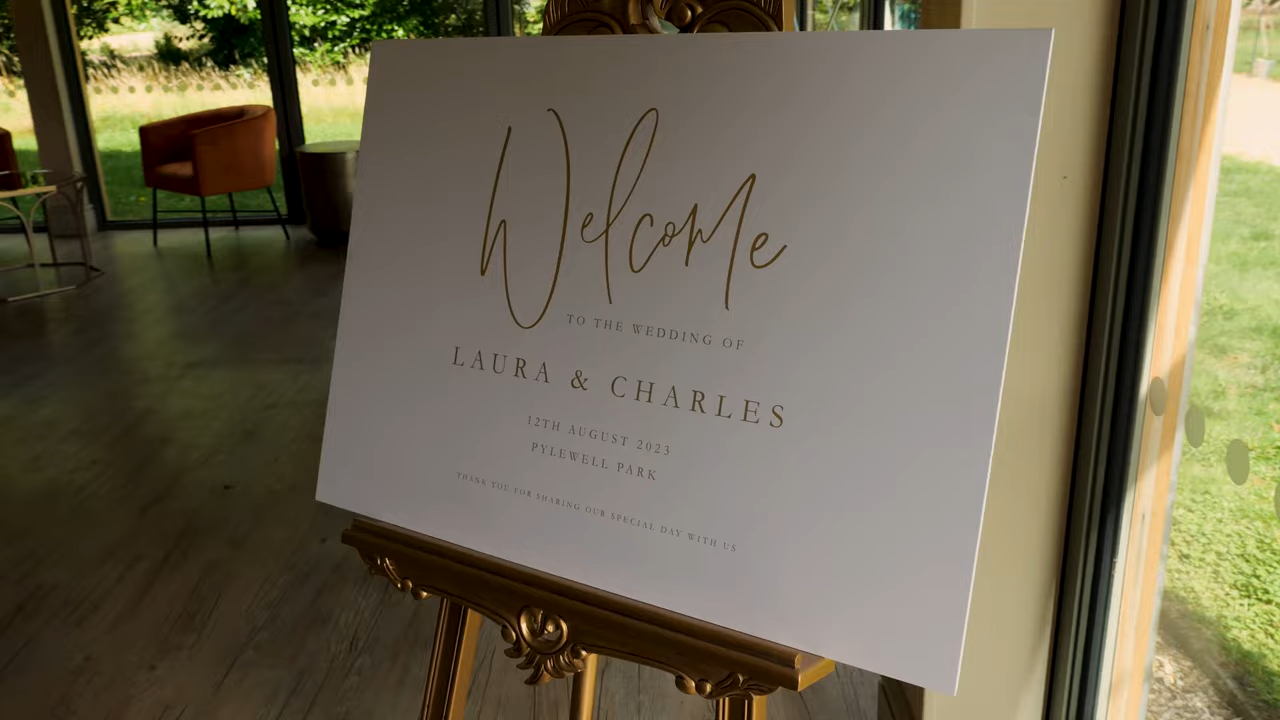 Welcome
TO THE WEDDING OF
LAURA & CHARLES
12TH AUGUST 2023
PYLEWELL PARK
THANK YOU FOR SHARING OUR SPECIAL DAY WITH US